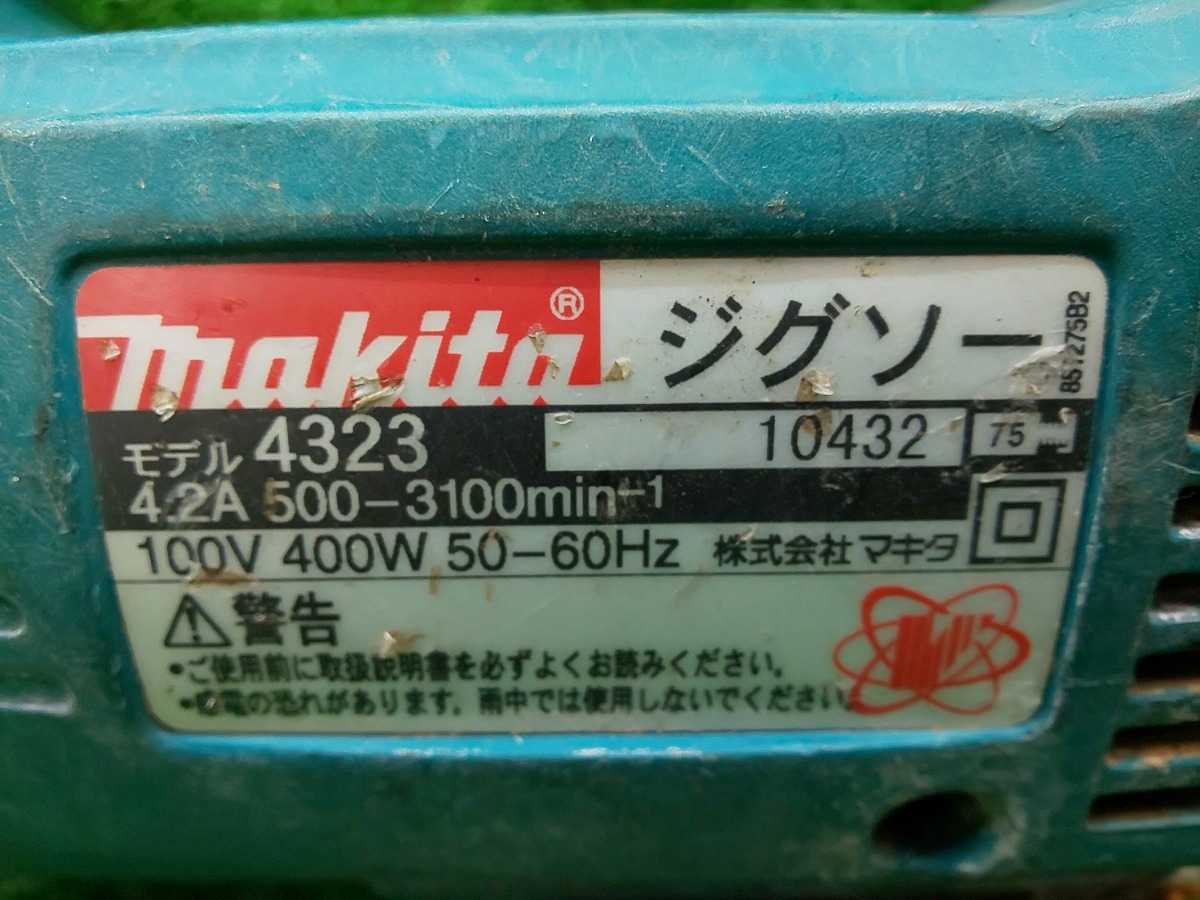 makita®
ジグソー
851275B2
モデル 4323
10432
75
4.2A 500-3100min-1
100V 400W 50-60Hz 株式会社 マキタ
警告
•ご使用前に取扱説明書を必ずよくお読みください。
•感電の恐れがあります。雨中では使用しないでください。